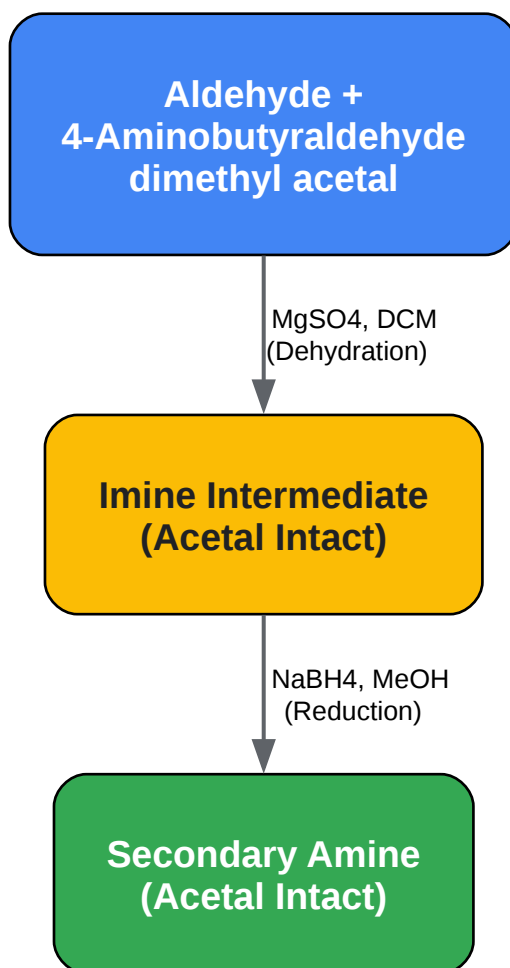 Aldehyde +
4-Aminobutyraldehyde
dimethyl acetal
MgSO4, DCM
(Dehydration)
Imine Intermediate
(Acetal Intact)
NaBH4, MeOH
(Reduction)
Secondary Amine
(Acetal Intact)